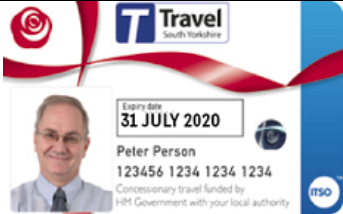 T Travel
South Yorkshire
Expiry date
31 JULY 2020
Peter Person
123456 1234 1234 1234
Concessionary travel funded by
HM Government with your local authority
ITSO